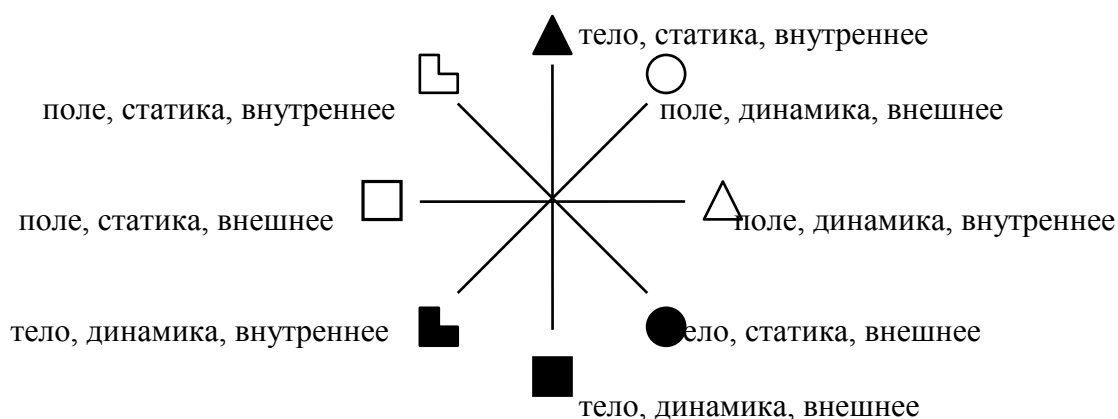 тело, статика, внутреннее
поле, статика, внутреннее
поле, динамика, внешнее
поле, статика, внешнее
поле, динамика, внутреннее
тело, динамика, внутреннее
ело, статика, внешнее
тело, динамика, внешнее